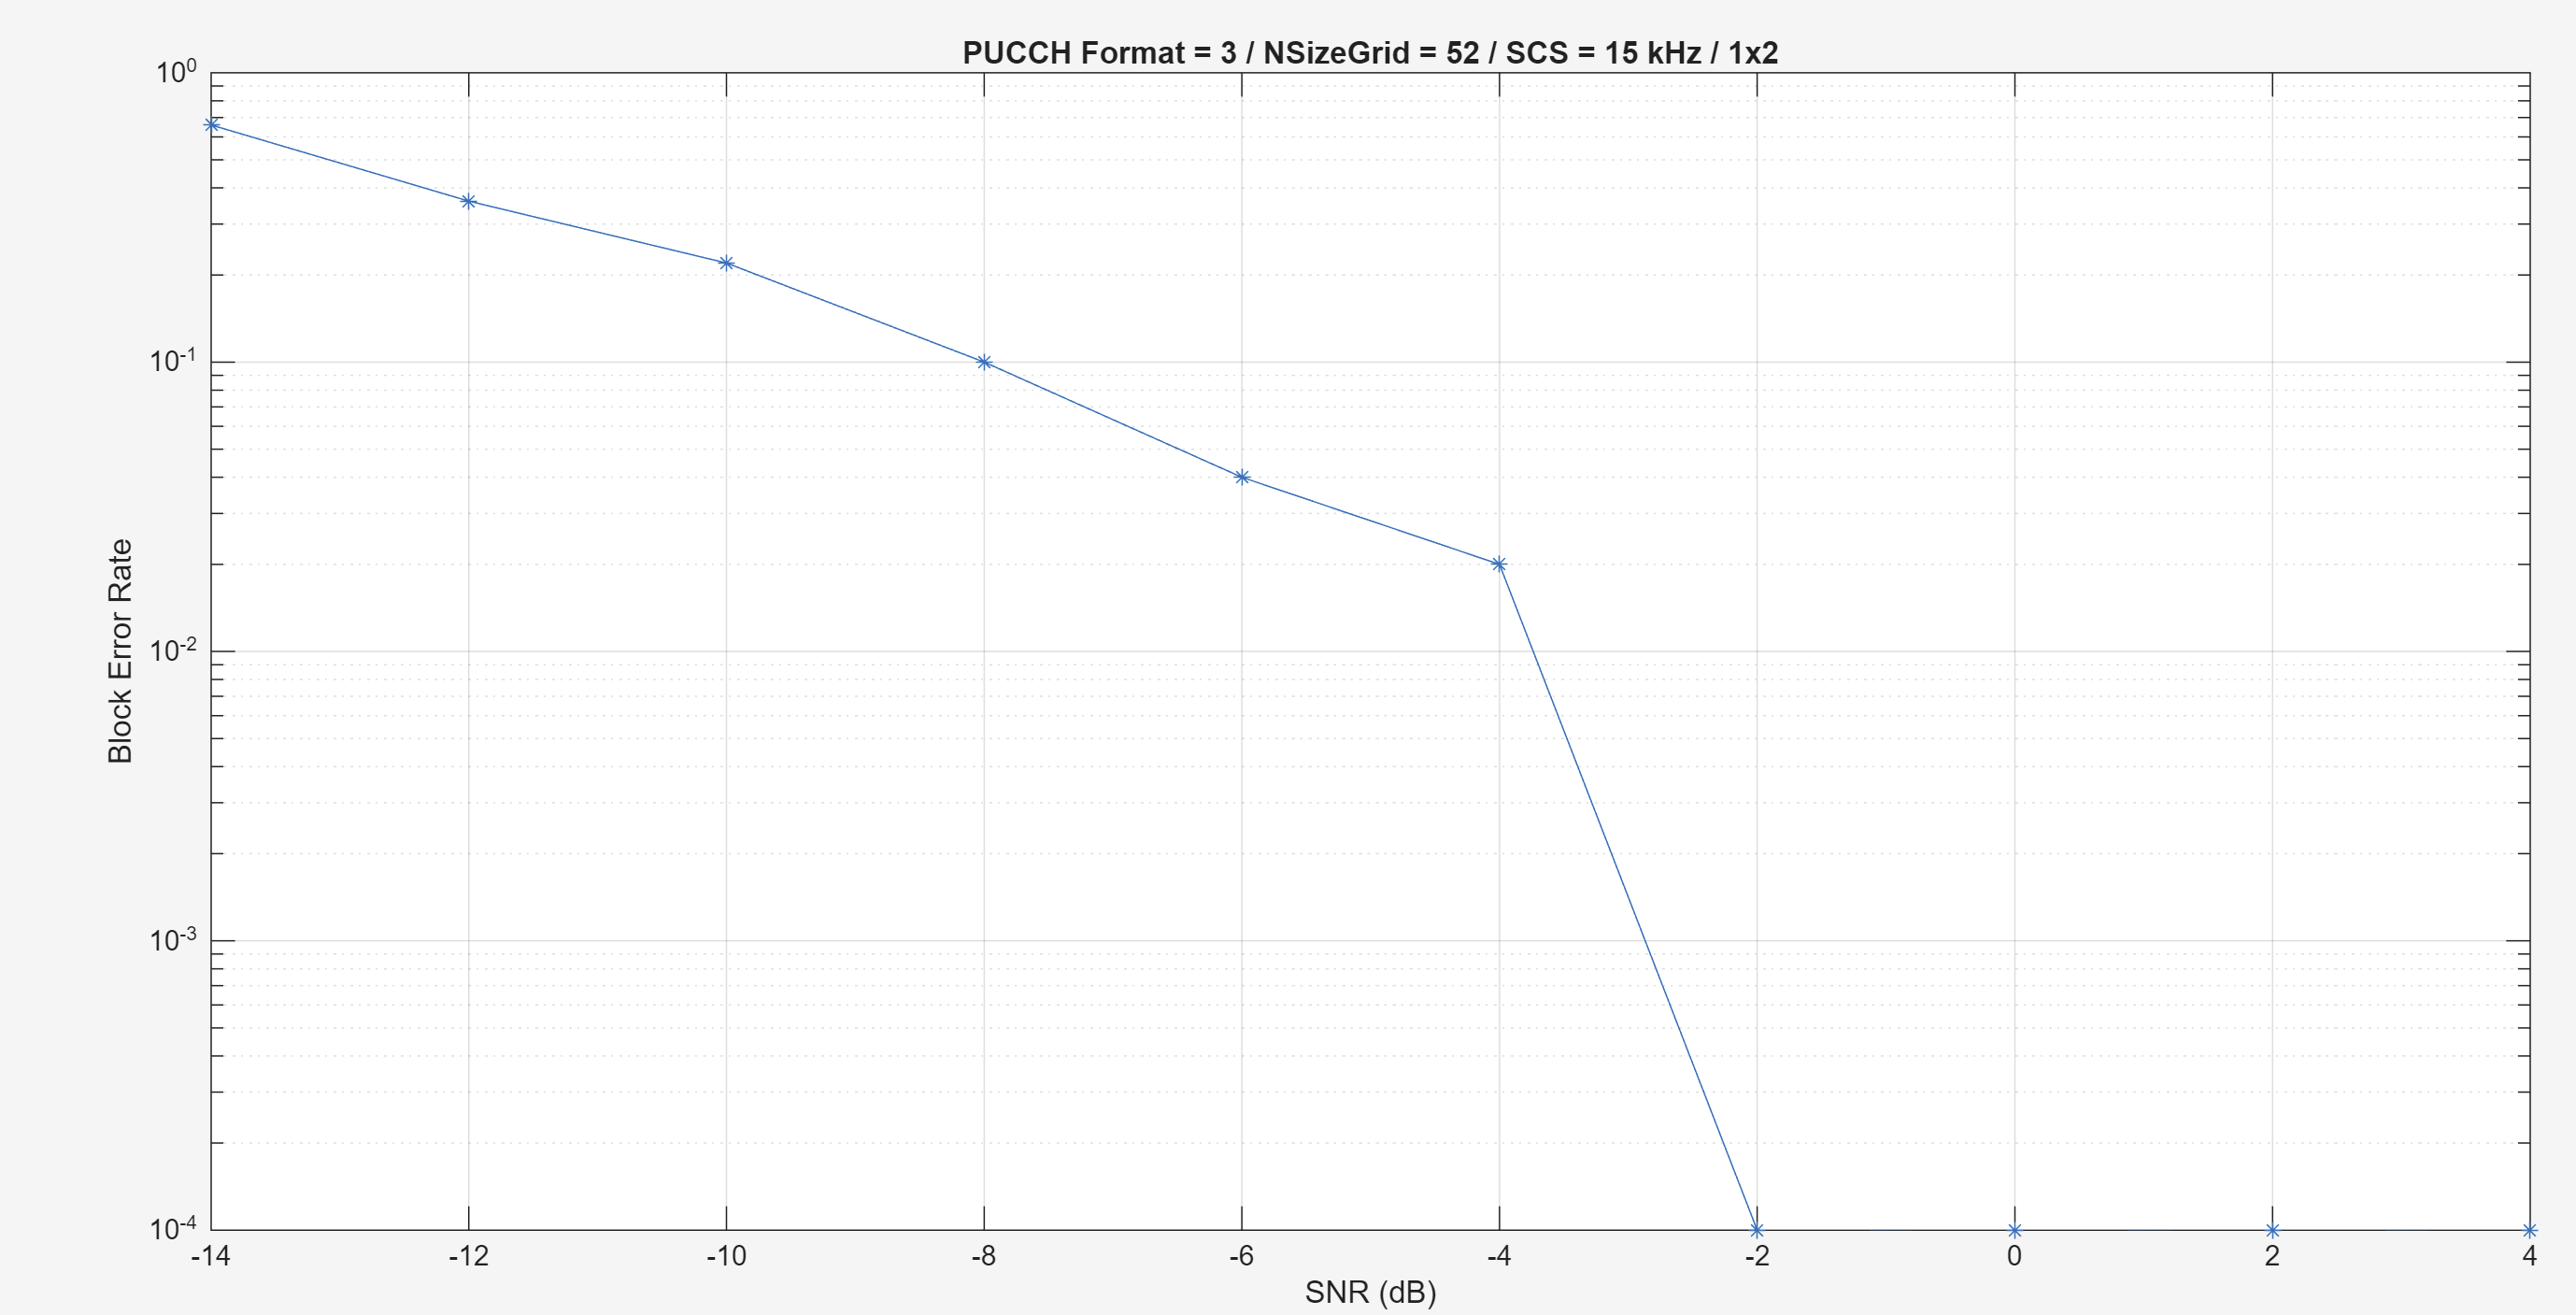 PUCCH Format = 3 / NSizeGrid = 52 / SCS = 15 kHz / 1x2
10^0
10^-1
10^-2
10^-3
10^-4
Block Error Rate
-14 -12 -10 -8 -6 -4 -2 0 2 4
SNR (dB)